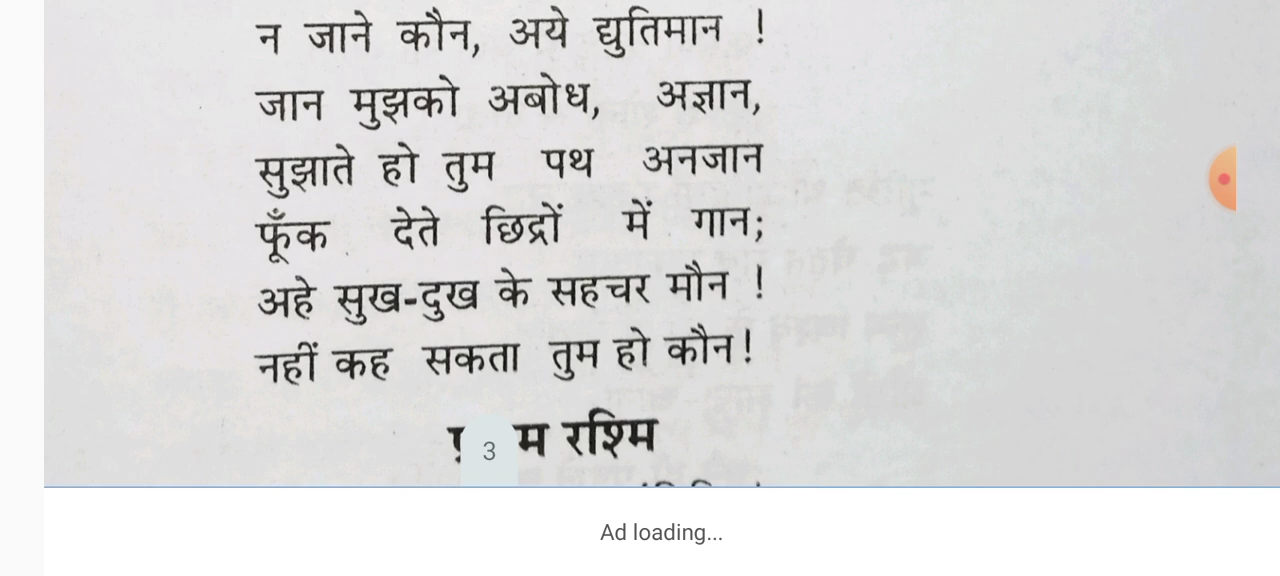 न जाने कौन, अये द्युतिमान !
जान मुझको अबोध, अज्ञान,
सुझाते हो तुम पथ अनजान
फूँक देते छिद्रों में गान;
अहे सुख-दुख के सहचर मौन !
नहीं कह सकता तुम हो कौन!
रश्मि
3
Ad loading...